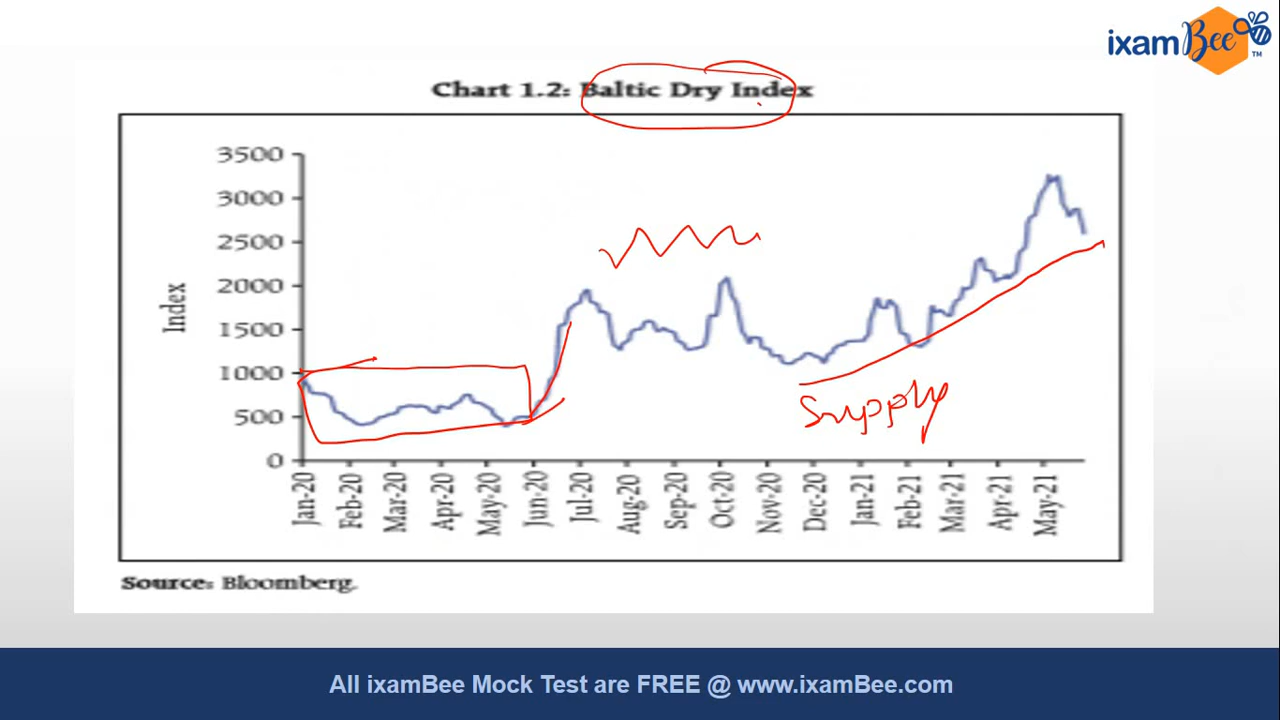 ixamBee™
Chart 1.2: Baltic Dry Index
3500
3000
2500
2000
1500
1000
500
0
Index
Jan-20
Feb-20
Mar-20
Apr-20
May-20
Jun-20
Jul-20
Aug-20
Sep-20
Oct-20
Nov-20
Dec-20
Jan-21
Feb-21
Mar-21
Apr-21
May-21
Supply
Source: Bloomberg.
All ixamBee Mock Test are FREE @ www.ixamBee.com